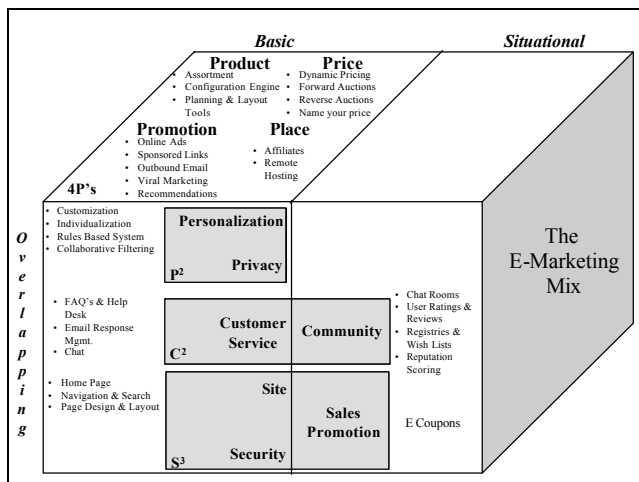 Basic
Situational
Product
• Assortment
• Configuration Engine
• Planning & Layout
Tools
Price
• Dynamic Pricing
• Forward Auctions
• Reverse Auctions
• Name your price
Promotion
• Online Ads
• Sponsored Links
• Outbound Email
• Viral Marketing
• Recommendations
Place
• Affiliates
• Remote
Hosting
4P's
Overlapping
• Customization
• Individualization
• Rules Based System
• Collaborative Filtering
Personalization
Privacy
P²
• FAQ's & Help
Desk
• Email Response
Mgmt.
• Chat
Customer
Service
C²
Community
• Chat Rooms
• User Ratings &
Reviews
• Registries &
Wish Lists
• Reputation
Scoring
• Home Page
• Navigation & Search
• Page Design & Layout
Site
Security
S³
Sales
Promotion
E Coupons
The
E-Marketing
Mix